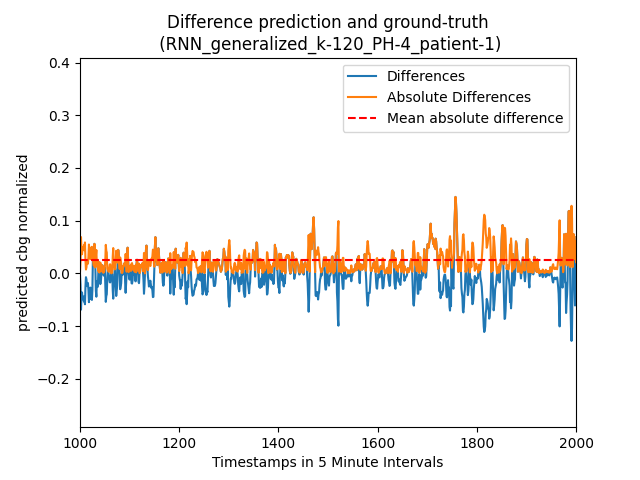 Difference prediction and ground-truth
(RNN_generalized_k-120_PH-4_patient-1)
Differences
Absolute Differences
Mean absolute difference
predicted cbg normalized
0.4
0.3
0.2
0.1
0.0
−0.1
−0.2
1000
1200
1400
1600
1800
2000
Timestamps in 5 Minute Intervals